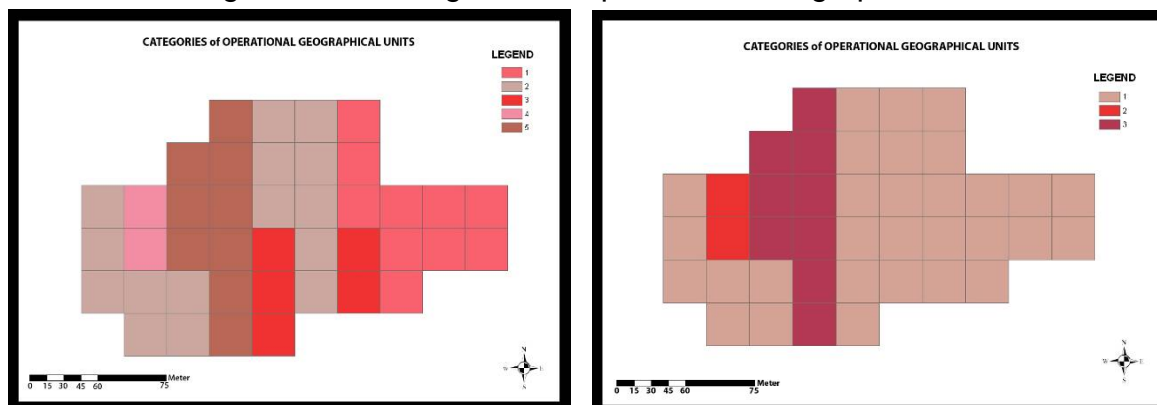 CATEGORIES of OPERATIONAL GEOGRAPHICAL UNITS
LEGEND
1
2
3
4
5
N
W E
S
Meter
0 15 30 45 60 75
CATEGORIES of OPERATIONAL GEOGRAPHICAL UNITS
LEGEND
1
2
3
N
W E
S
Meter
0 15 30 45 60 75